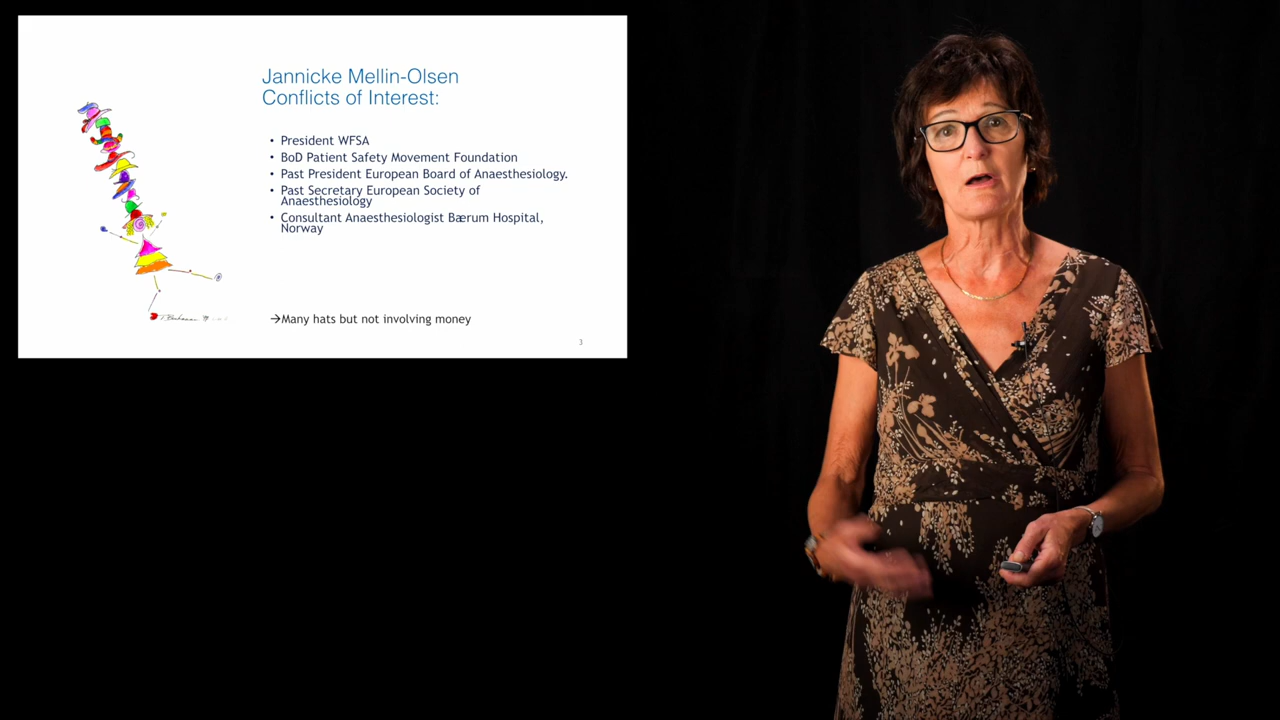 Jannicke Mellin-Olsen
Conflicts of Interest:
• President WFSA
• BoD Patient Safety Movement Foundation
• Past President European Board of Anaesthesiology.
• Past Secretary European Society of
Anaesthesiology
• Consultant Anaesthesiologist Bærum Hospital,
Norway
→Many hats but not involving money
3